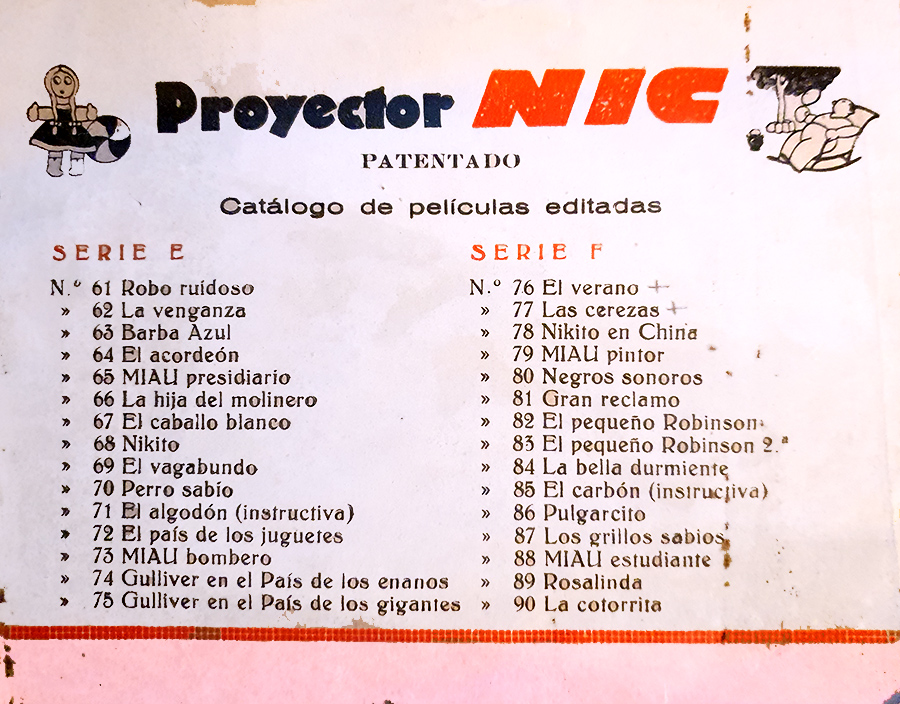 Proyector NIC
PATENTADO
Catálogo de películas editadas
SERIE E
N.º 61 Robo ruidoso
» 62 La venganza
» 63 Barba Azul
» 64 El acordeón
» 65 MIAU presidiario
» 66 La hija del molinero
» 67 El caballo blanco
» 68 Nikito
» 69 El vagabundo
» 70 Perro sabio
» 71 El algodón (instructiva)
» 72 El país de los juguetes
» 73 MIAU bombero
» 74 Gulliver en el País de los enanos
» 75 Gulliver en el País de los gigantes
SERIE F
N.º 76 El verano +
» 77 Las cerezas +
» 78 Nikito en China
» 79 MIAU pintor
» 80 Negros sonoros
» 81 Gran reclamo
» 82 El pequeño Robinson
» 83 El pequeño Robinson 2.ª
» 84 La bella durmiente
» 85 El carbón (instructiva)
» 86 Pulgarcito
» 87 Los grillos sabios
» 88 MIAU estudiante
» 89 Rosalinda
» 90 La cotorrita